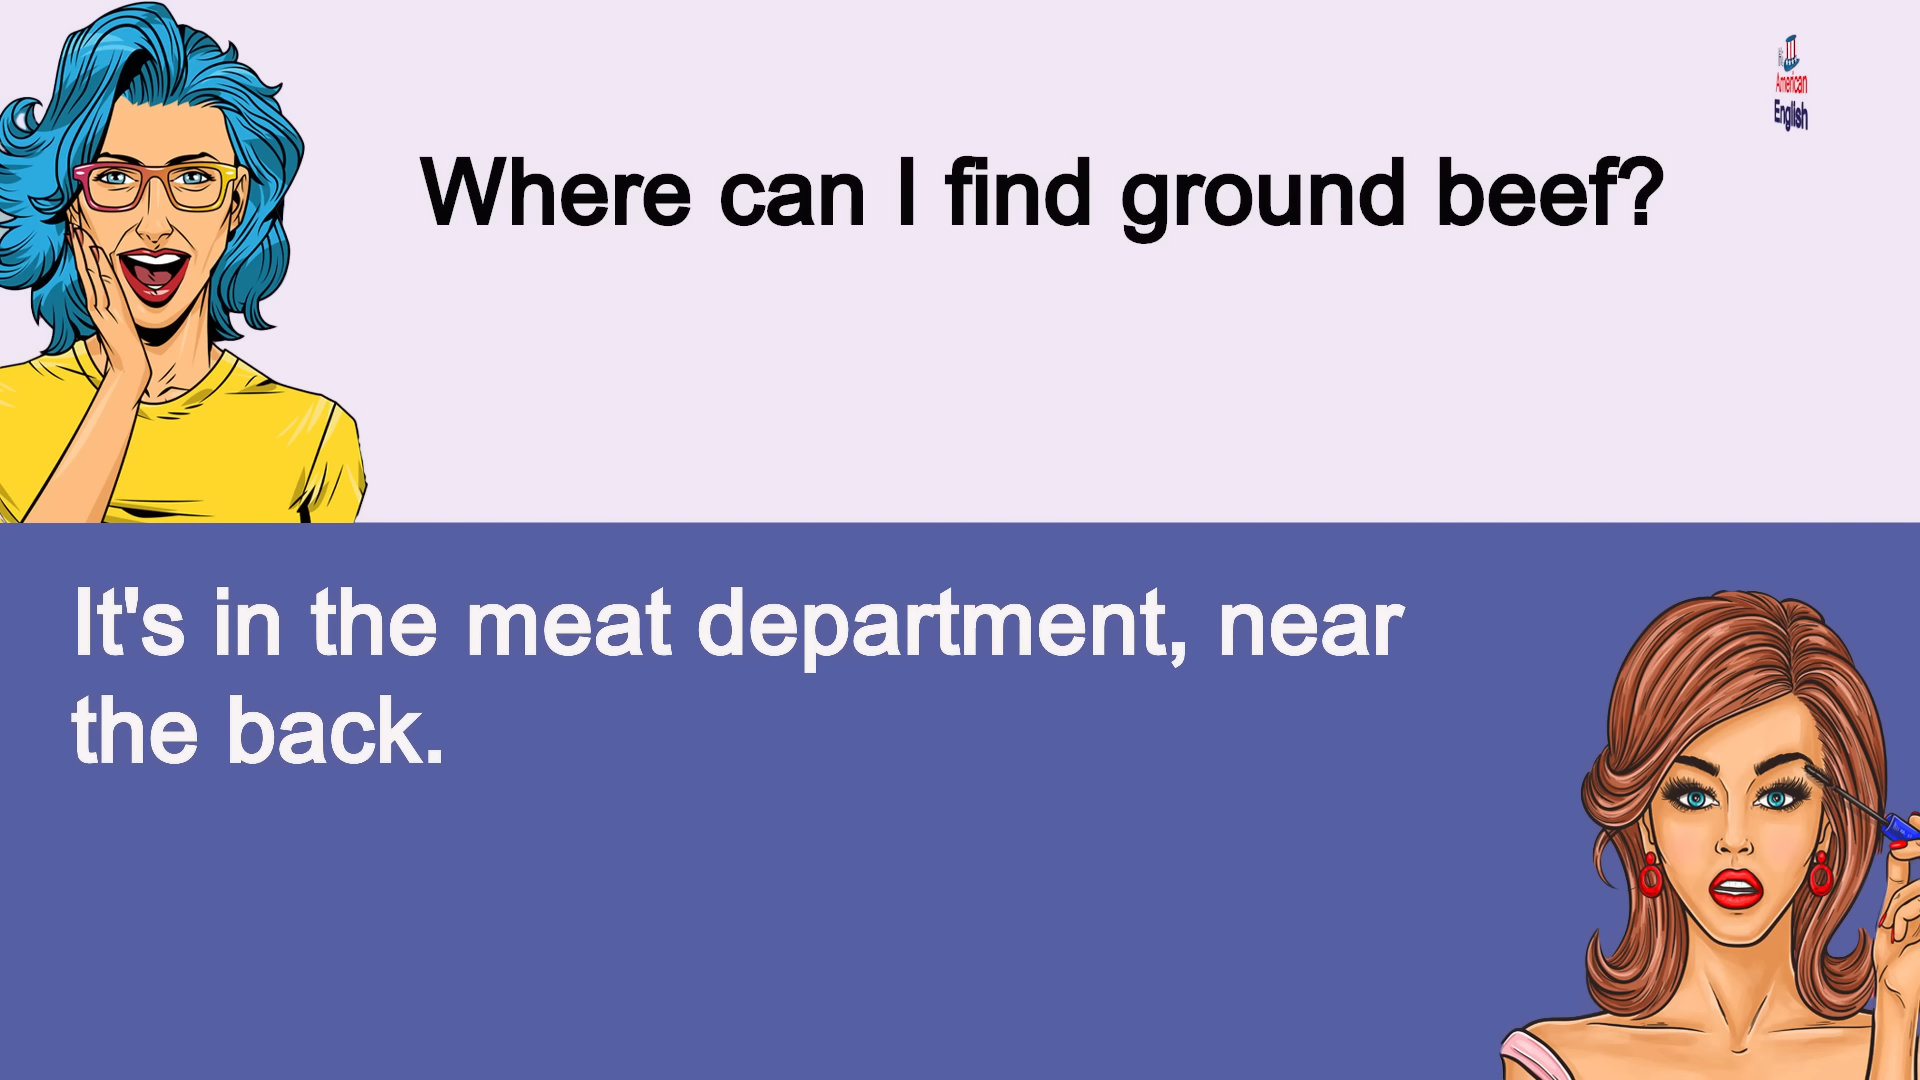 Where can I find ground beef?
American
English
It's in the meat department, near
the back.